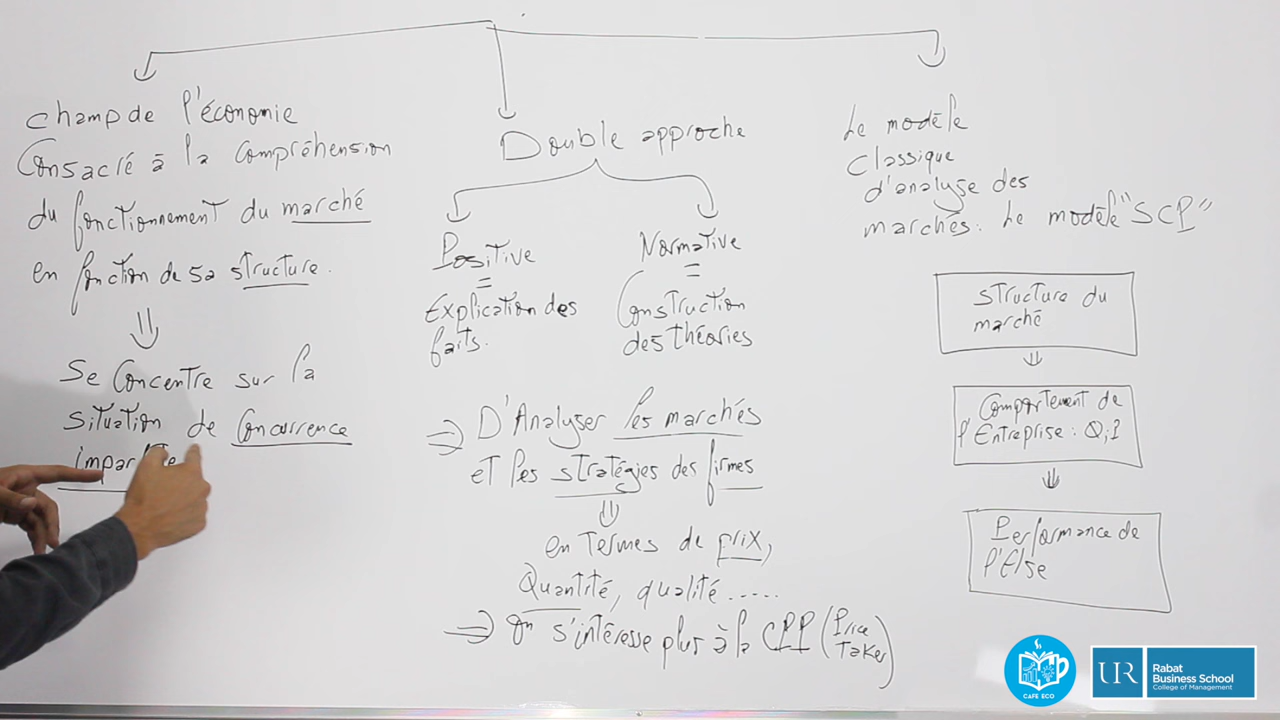 champ de l'économie
Consacré à la compréhension
du fonctionnement du marché
en fonction de sa structure.
Se concentre sur la
situation de concurrence
Double approche
Positive
=
Explication des
faits.
Normative
=
Construction
des théories
⇒ D'Analyser les marchés
et les stratégies des firmes
en termes de prix,
Quantité, qualité.....
⇒ On s'intéresse plus à la CPP (Price
Taker)
Le modèle
classique
d'analyse des
marchés: Le modèle "SCP"
structure du
marché
Comportement de
l'Entreprise: Q,P
Performance de
l'E/se
CAFE ECO
UR
Rabat
Business School
College of Management